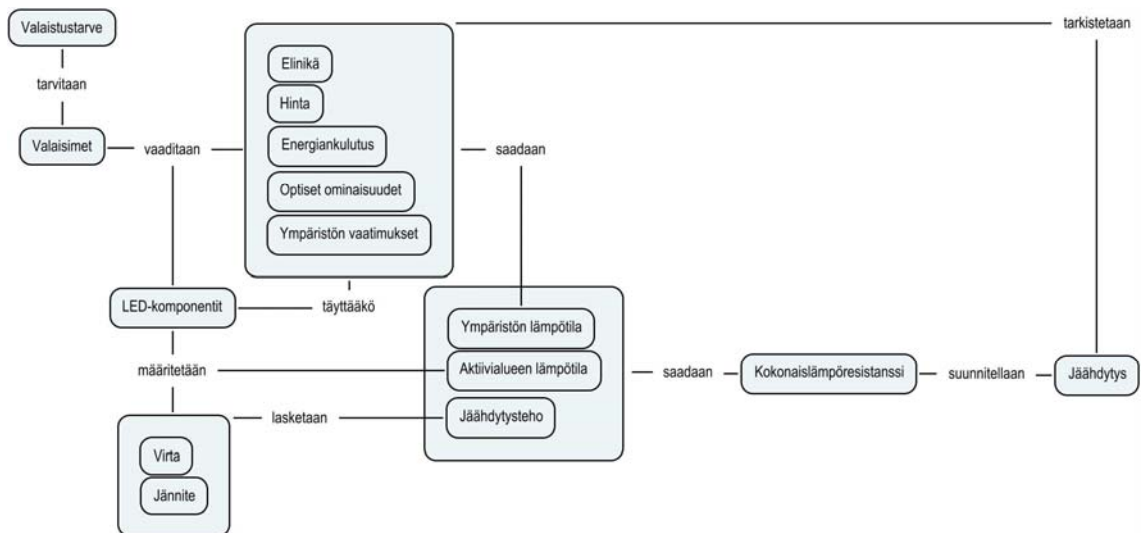 Valaistustarve
tarkistetaan
Elinikä
tarvitaan
Hinta
Valaisimet
vaaditaan
Energiankulutus
saadaan
Optiset ominaisuudet
Ympäristön vaatimukset
LED-komponentit
täyttääkö
Ympäristön lämpötila
määritetään
Aktiivialueen lämpötila
saadaan
Kokonaislämpöresistanssi
suunnitellaan
Jäähdytys
lasketaan
Jäähdytysteho
Virta
Jännite